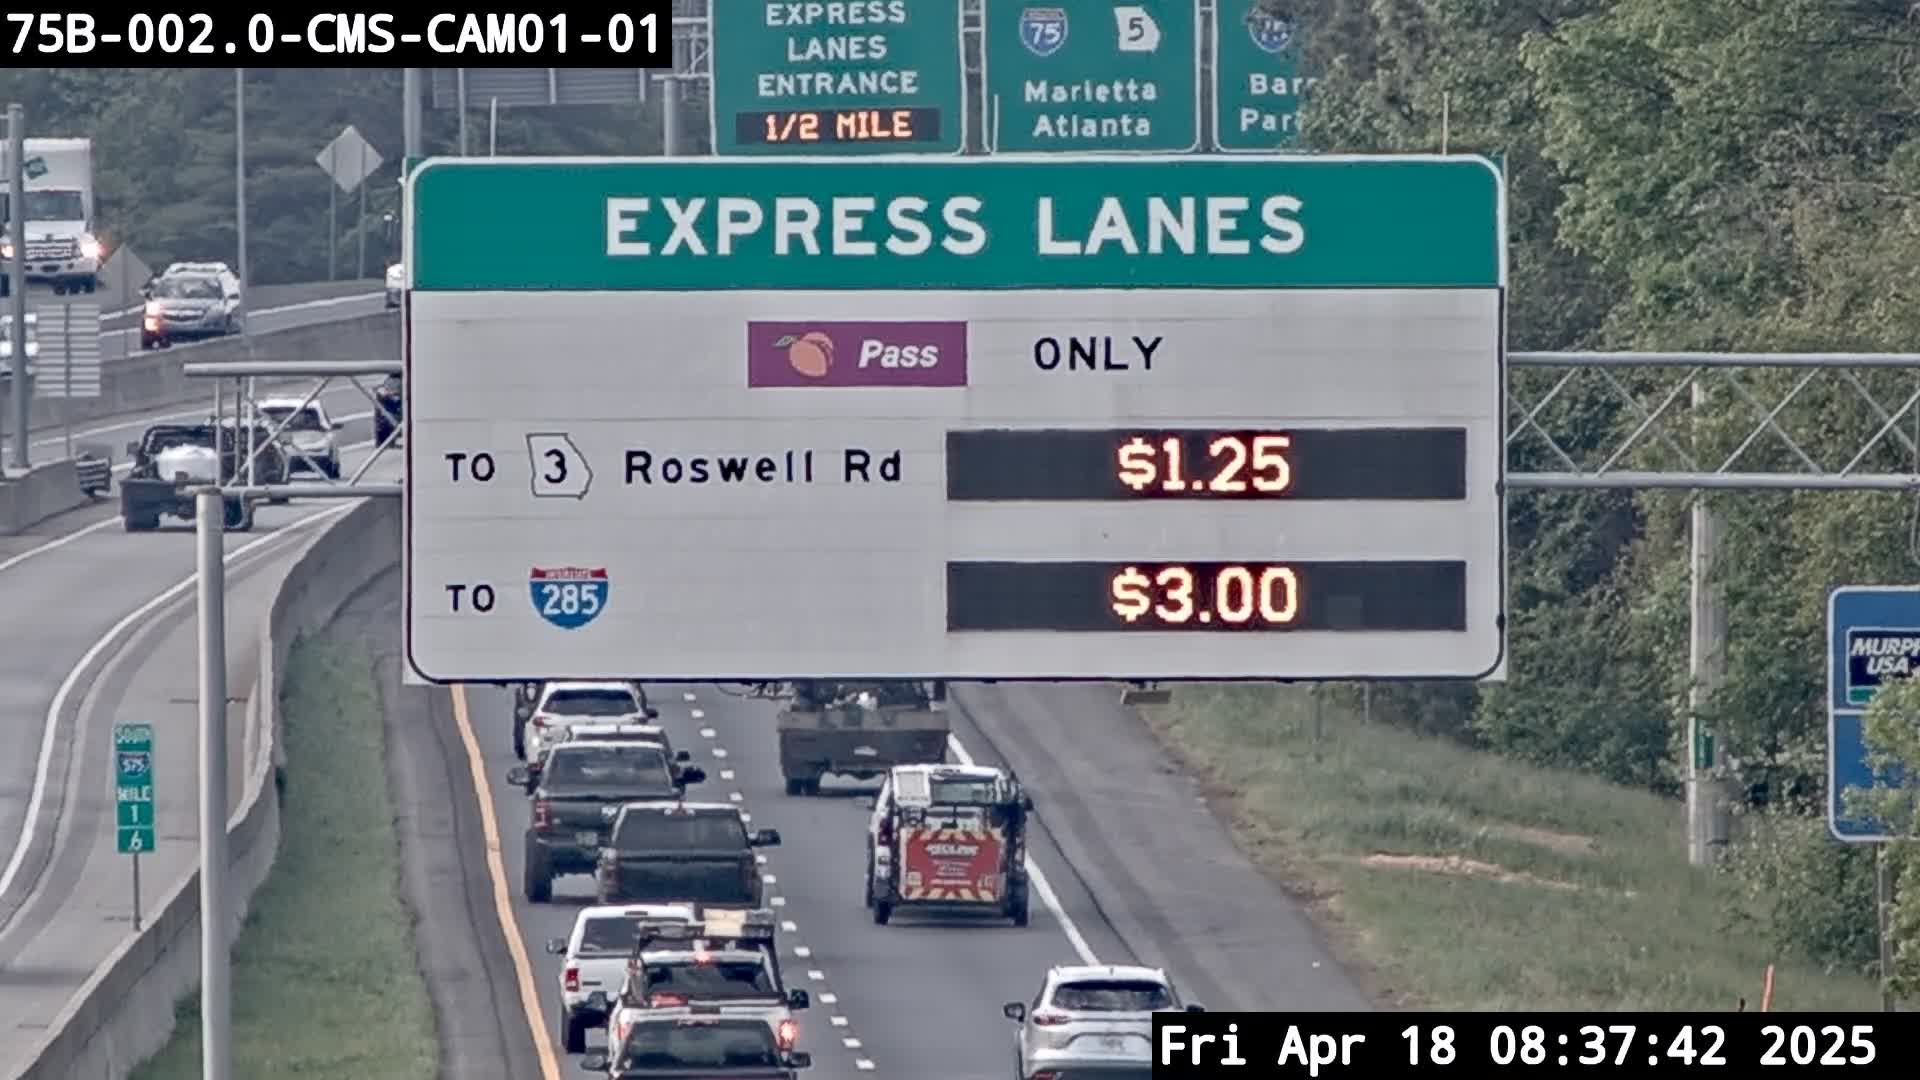 75B-002.0-CMS-CAM01-01
EXPRESS
LANES
ENTRANCE
1/2 MILE
75 5
Marietta
Atlanta
EXPRESS LANES
Pass ONLY
TO 3 Roswell Rd $1.25
TO 285 $3.00
SOUTH
575
MILE
1
.6
USA
Fri Apr 18 08:37:42 2025